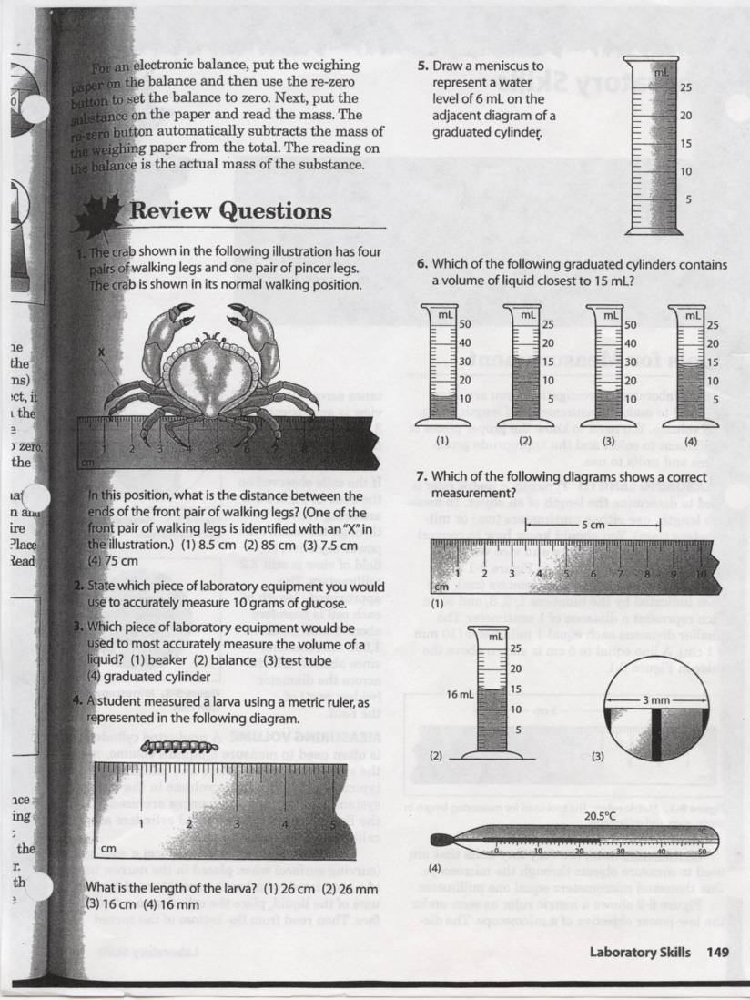 For an electronic balance, put the weighing
paper on the balance and then use the re-zero
button to set the balance to zero. Next, put the
substance on the paper and read the mass. The
re-zero button automatically subtracts the mass of
the weighing paper from the total. The reading on
the balance is the actual mass of the substance.
Review Questions
1. The crab shown in the following illustration has four
pairs of walking legs and one pair of pincer legs.
The crab is shown in its normal walking position.
X
1 2 3 4 5 6 7 8
cm
In this position, what is the distance between the
ends of the front pair of walking legs? (One of the
front pair of walking legs is identified with an "X" in
the illustration.) (1) 8.5 cm (2) 85 cm (3) 7.5 cm
(4) 75 cm
2. State which piece of laboratory equipment you would
use to accurately measure 10 grams of glucose.
3. Which piece of laboratory equipment would be
used to most accurately measure the volume of a
liquid? (1) beaker (2) balance (3) test tube
(4) graduated cylinder
4. A student measured a larva using a metric ruler, as
represented in the following diagram.
1 2 3 4 5
cm
What is the length of the larva? (1) 26 cm (2) 26 mm
(3) 16 cm (4) 16 mm
5. Draw a meniscus to
represent a water
level of 6 mL on the
adjacent diagram of a
graduated cylinder.
mL
25
20
15
10
5
6. Which of the following graduated cylinders contains
a volume of liquid closest to 15 mL?
mL mL mL mL
50 25 50 25
40 20 40 20
30 15 30 15
20 10 20 10
10 10 5
(1) (2) (3) (4)
7. Which of the following diagrams shows a correct
measurement?
5 cm
1 2 3 4 5 6 7 8 9 10
cm
(1)
mL
25
20
16 mL 15
10
5
(2)
3 mm
(3)
20.5°C
°C
0 10 20 30 40 50
(4)
Laboratory Skills 149